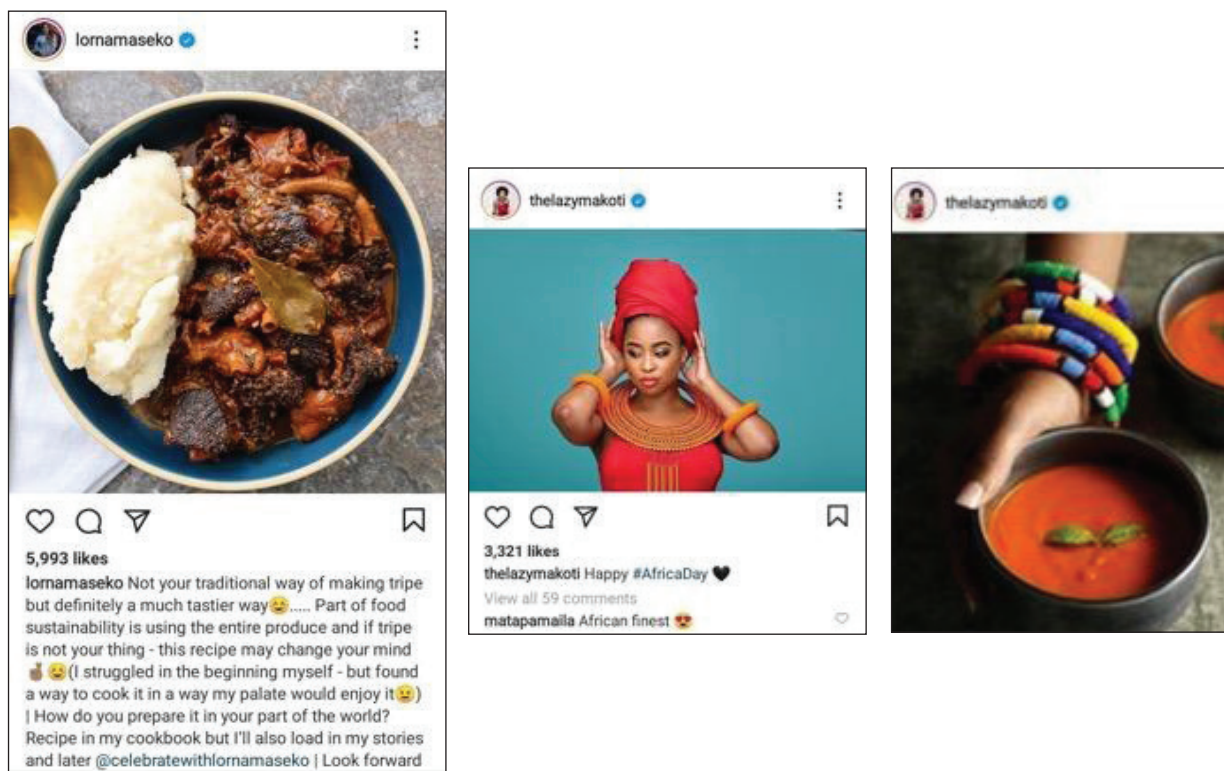 lornamaseko
5,993 likes
lornamaseko Not your traditional way of making tripe
but definitely a much tastier way😅..... Part of food
sustainability is using the entire produce and if tripe
is not your thing - this recipe may change your mind
🤞🏾😅(I struggled in the beginning myself - but found
a way to cook it in a way my palate would enjoy it😅)
| How do you prepare it in your part of the world?
Recipe in my cookbook but I'll also load in my stories
and later @celebratewithlornamaseko | Look forward
thelazymakoti
3,321 likes
thelazymakoti Happy #AfricaDay 🖤
View all 59 comments
matapamaila African finest 😍
thelazymakoti